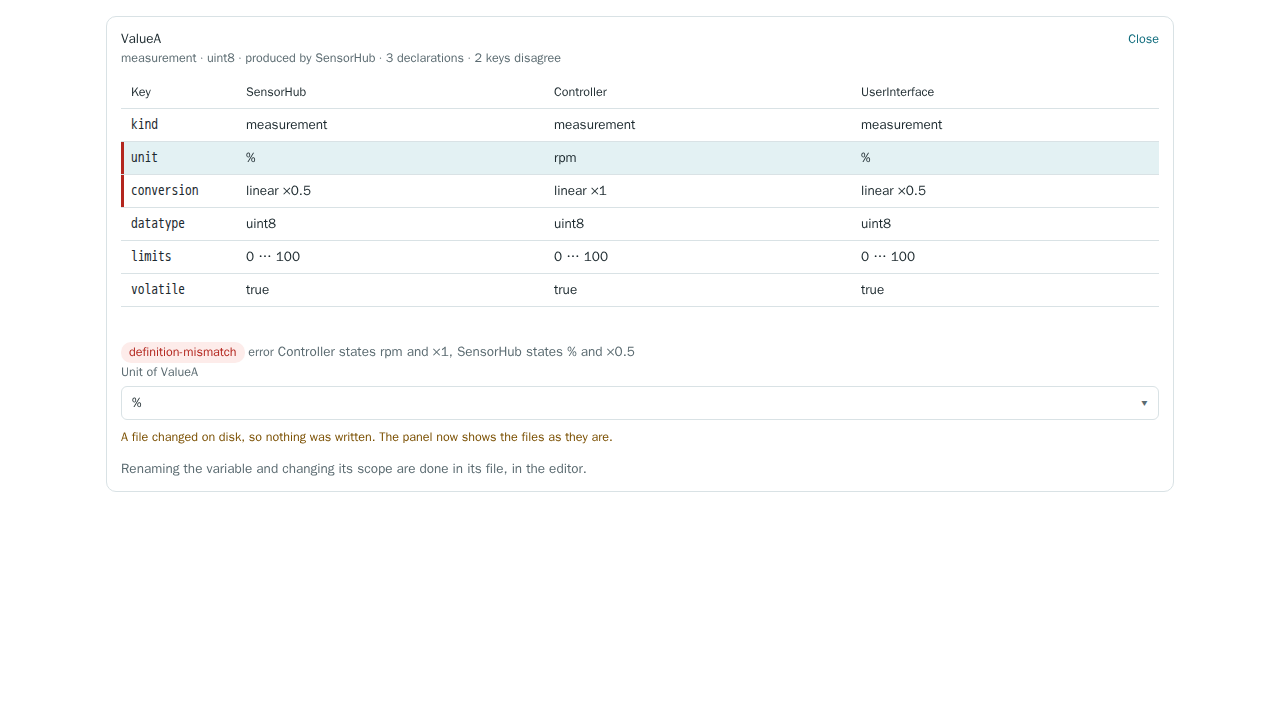 ValueA
Close
measurement · uint8 · produced by SensorHub · 3 declarations · 2 keys disagree
Key SensorHub Controller UserInterface
kind measurement measurement measurement
unit % rpm %
conversion linear ×0.5 linear ×1 linear ×0.5
datatype uint8 uint8 uint8
limits 0 ⋯ 100 0 ⋯ 100 0 ⋯ 100
volatile true true true
definition-mismatch error Controller states rpm and ×1, SensorHub states % and ×0.5
Unit of ValueA
%
A file changed on disk, so nothing was written. The panel now shows the files as they are.
Renaming the variable and changing its scope are done in its file, in the editor.